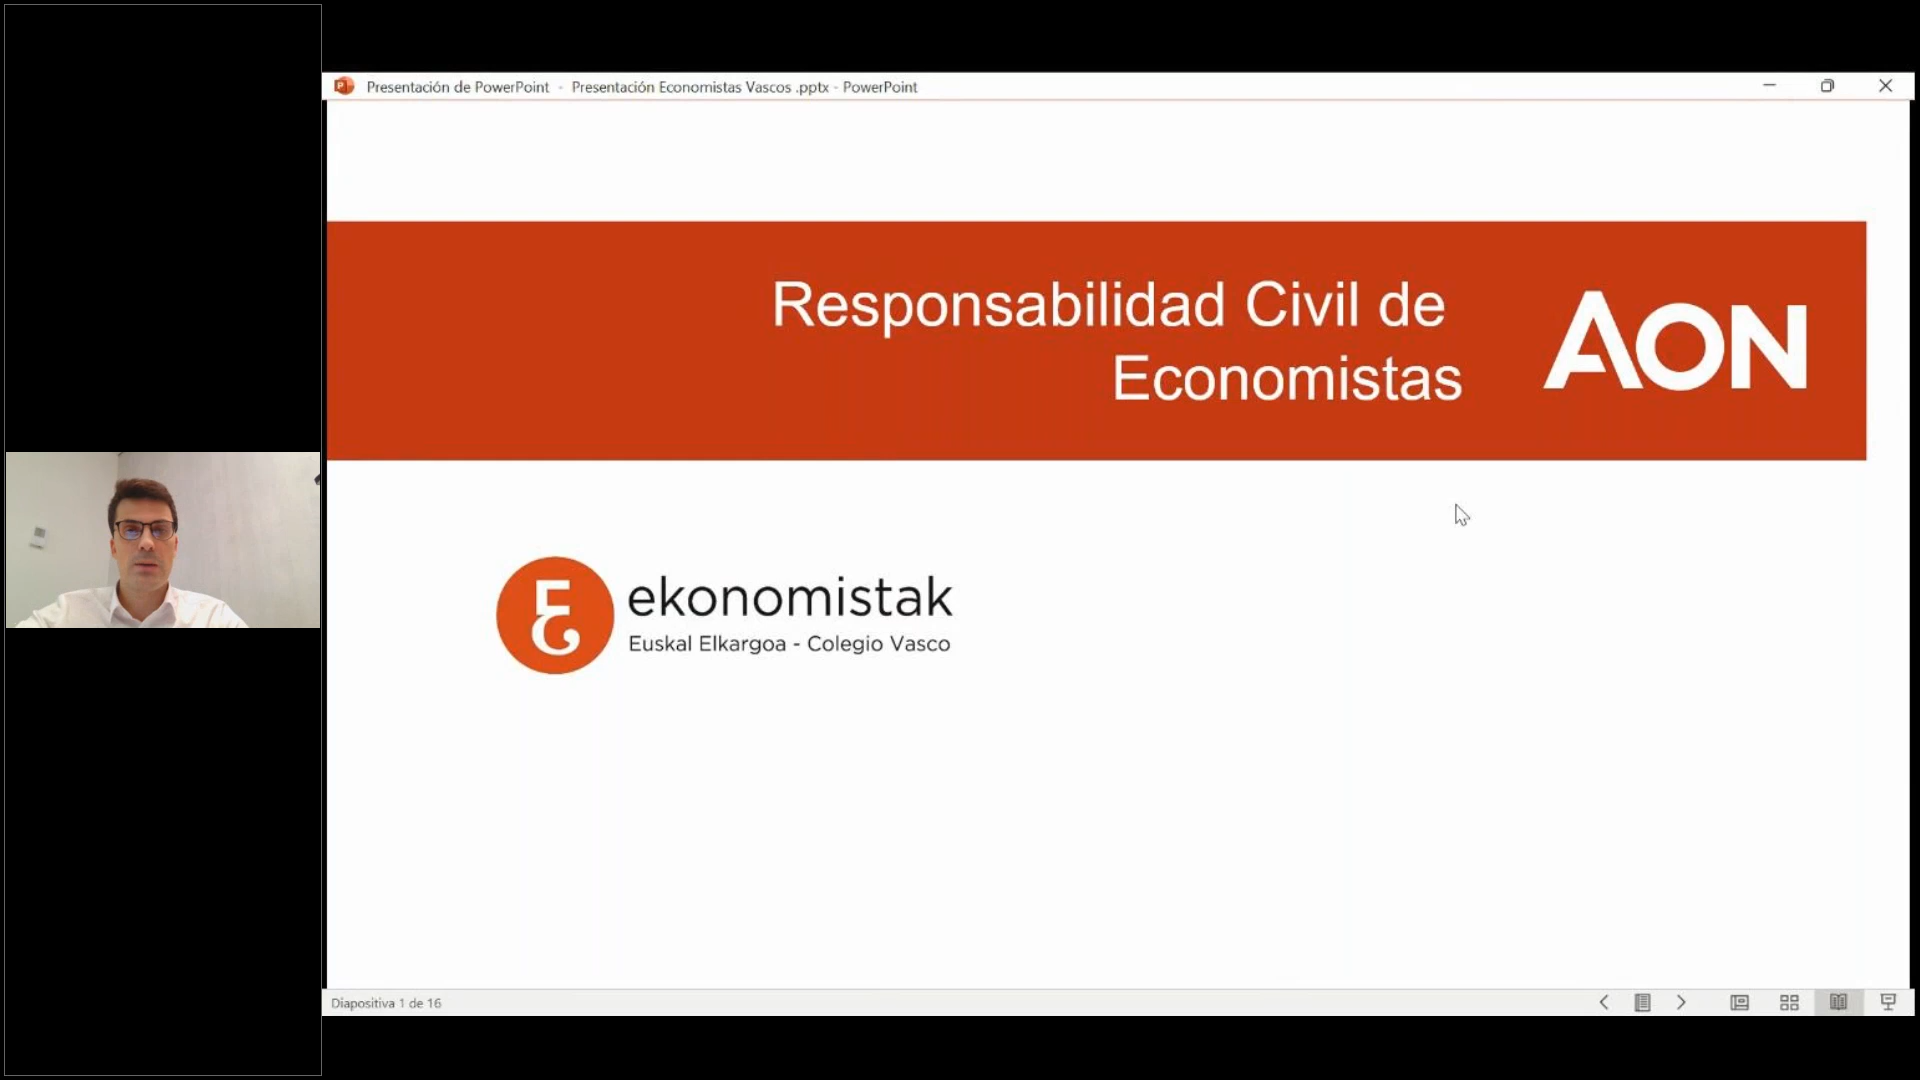 Presentación de PowerPoint - Presentación Economistas Vascos .pptx - PowerPoint
Responsabilidad Civil de
Economistas
AON
ekonomistak
Euskal Elkargoa - Colegio Vasco
Diapositiva 1 de 16